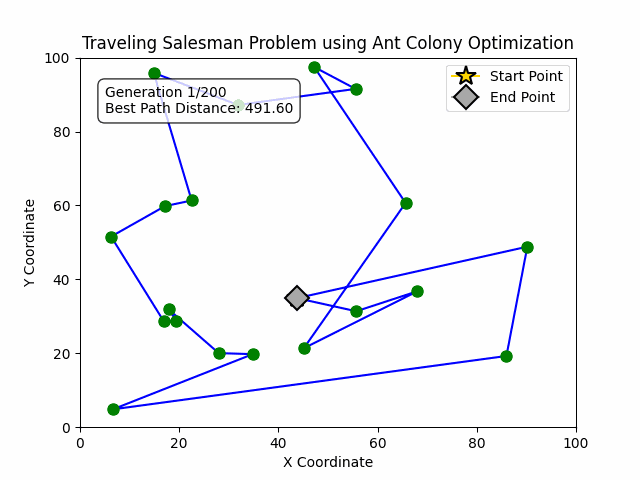 Traveling Salesman Problem using Ant Colony Optimization
Generation 1/200
Best Path Distance: 491.60
Start Point
End Point
100
80
60
40
20
0
Y Coordinate
0 20 40 60 80 100
X Coordinate